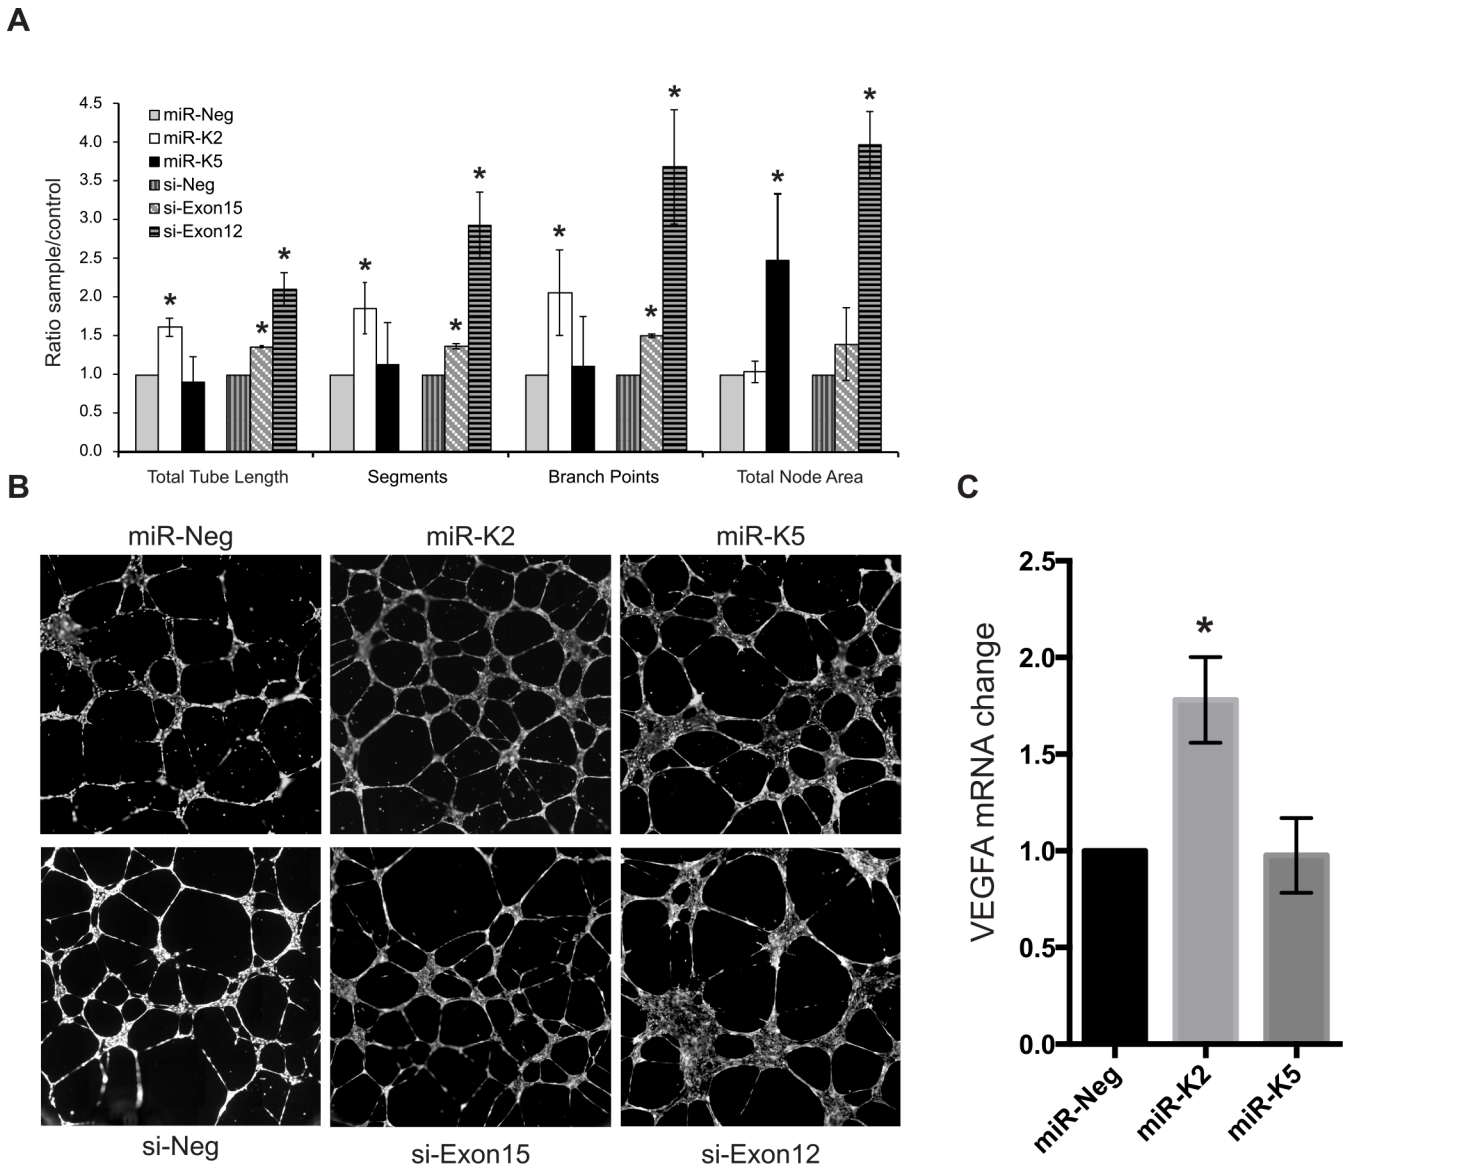 A
4.5
4.0
3.5
3.0
2.5
2.0
1.5
1.0
0.5
0.0
Ratio sample/control
miR-Neg
miR-K2
miR-K5
si-Neg
si-Exon15
si-Exon12
* * * * * * * * * * *
Total Tube Length Segments Branch Points Total Node Area
B
miR-Neg miR-K2 miR-K5
si-Neg si-Exon15 si-Exon12
C
2.5
2.0
1.5
1.0
0.5
0.0
VEGFA mRNA change
*
miR-Neg miR-K2 miR-K5